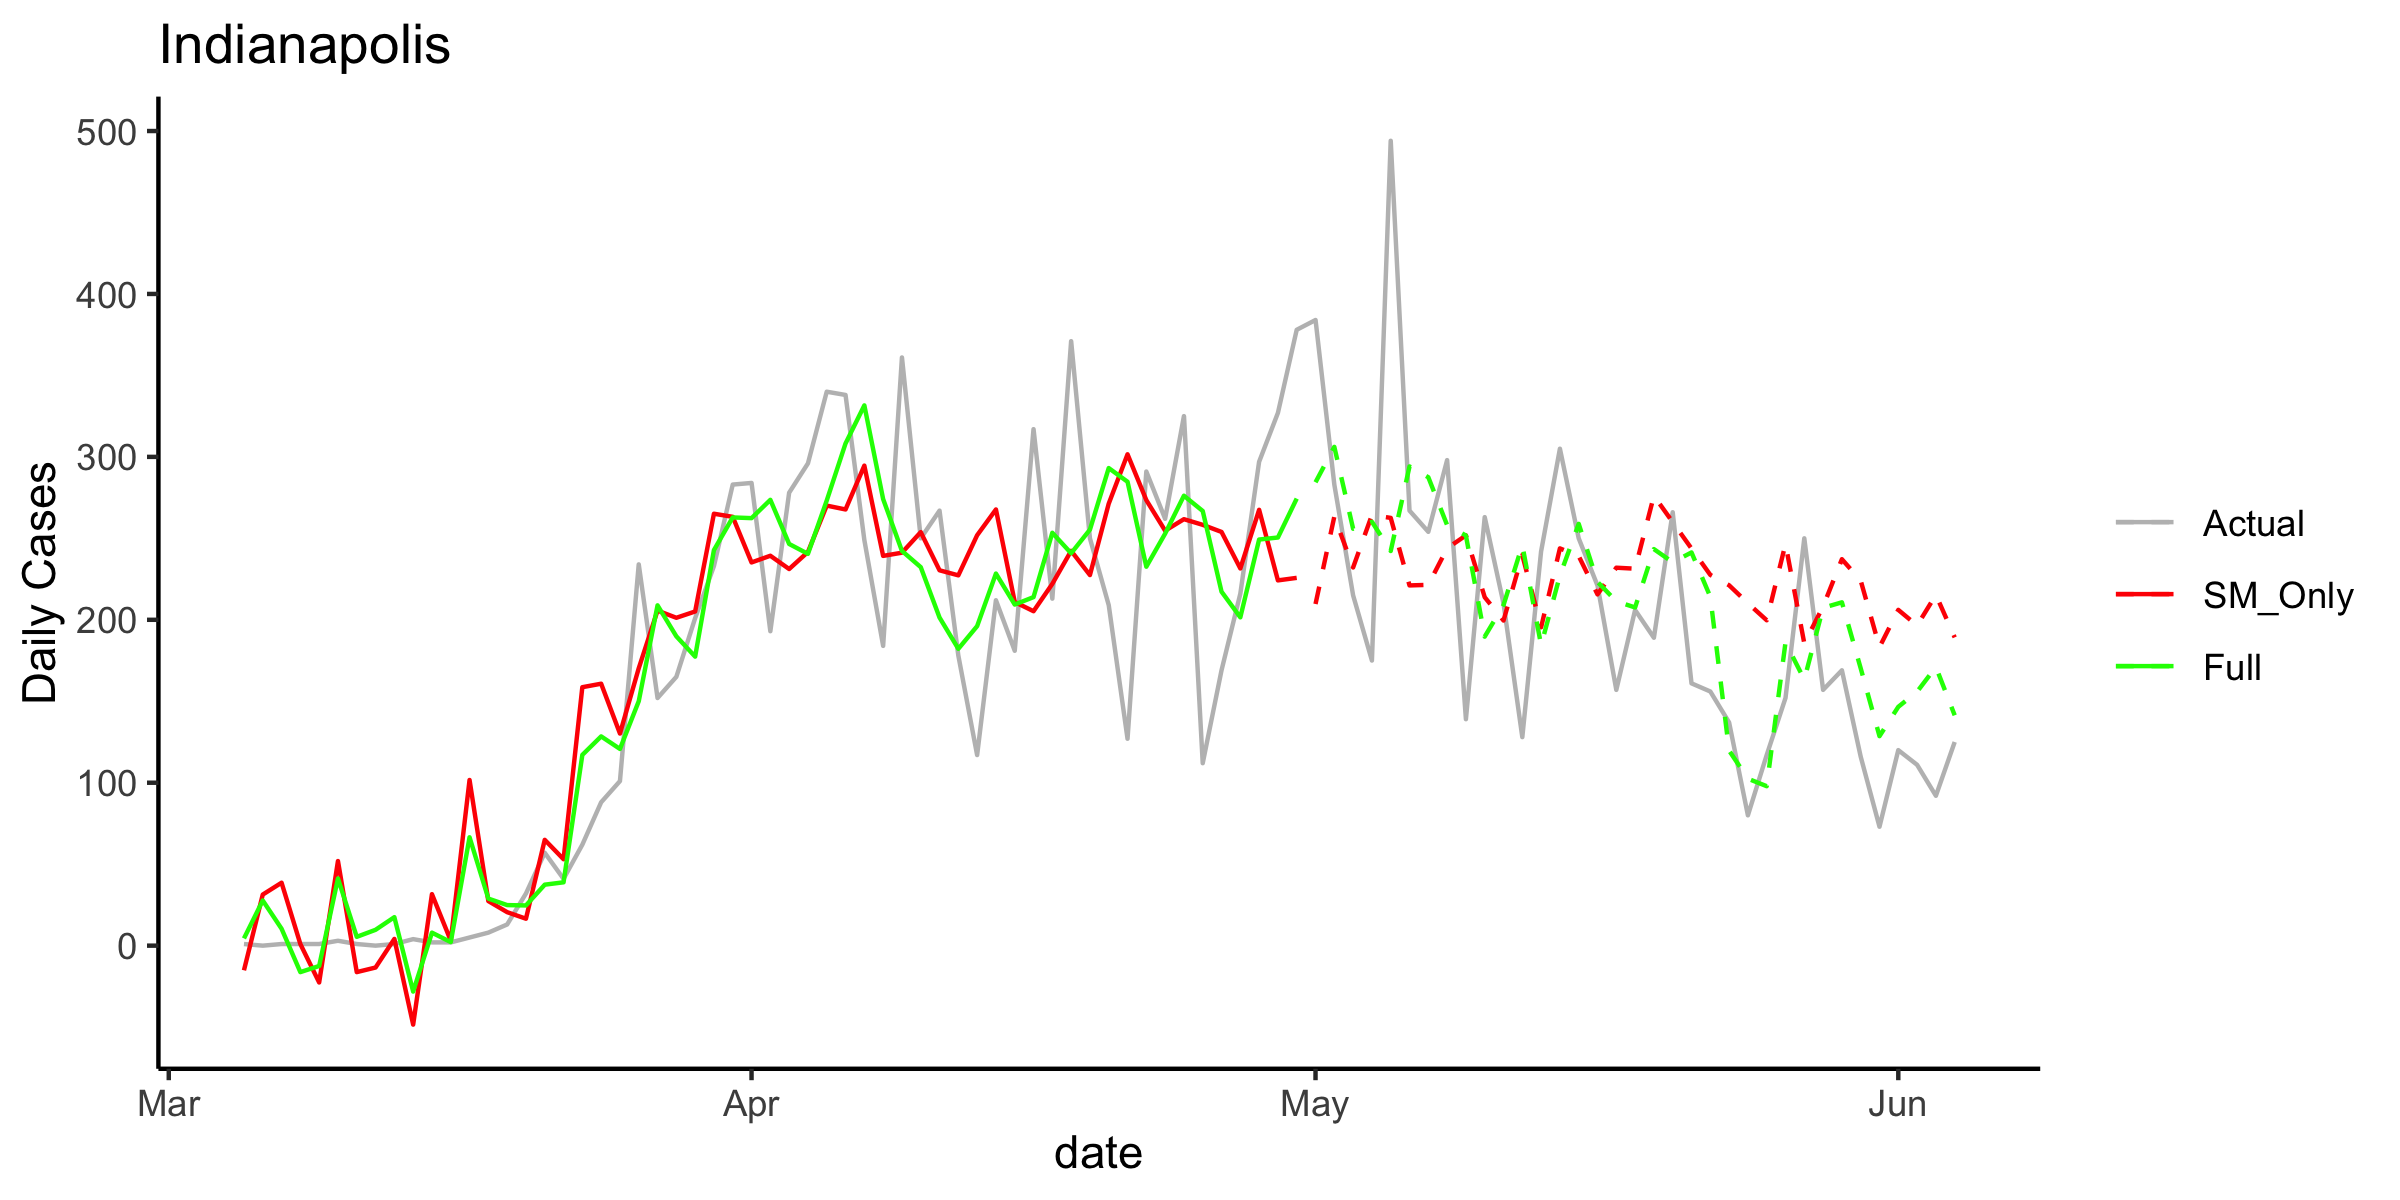 Indianapolis
500
400
300
200
100
0
Daily Cases
Mar
Apr
May
Jun
date
Actual
SM_Only
Full